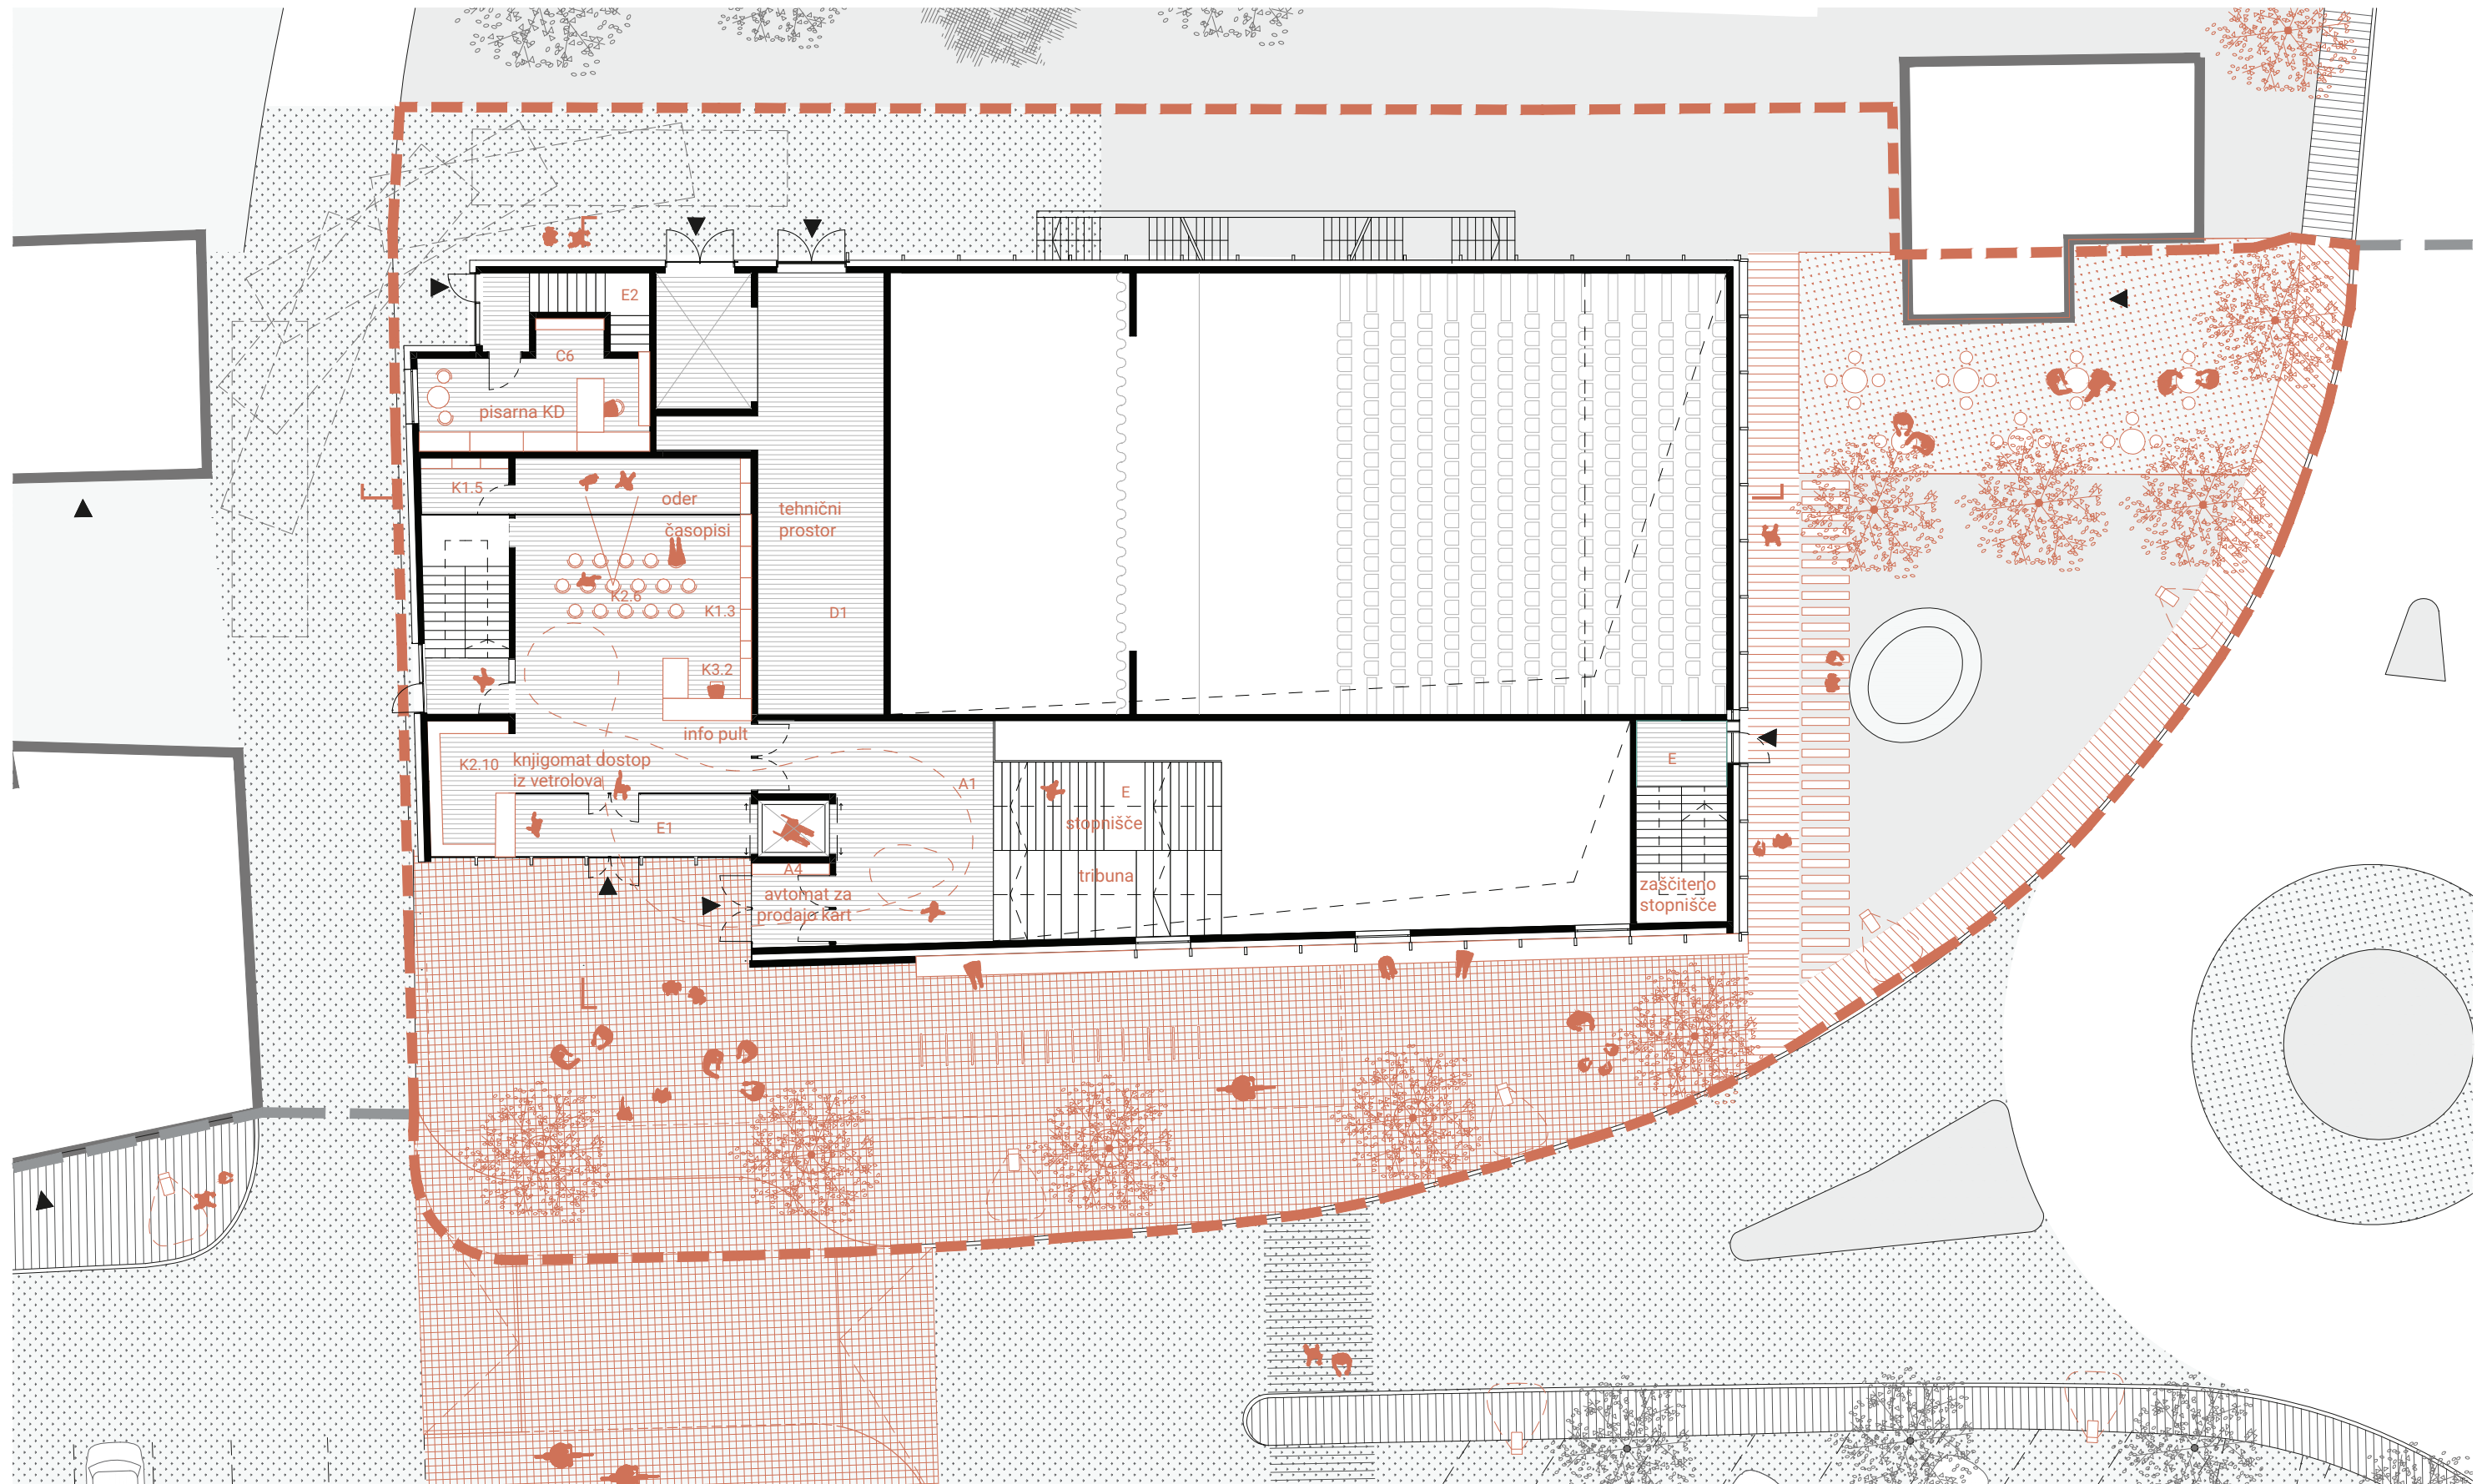 E2
C6
pisarna KD
K1.5
oder
časopisi
tehnični
prostor
K2.6
K1.3
D1
K3.2
info pult
K2.10
knjigomat dostop
iz vetrolova
A1
E
E
E1
stopnišče
tribuna
A4
avtomat za
prodajo kart
zaščiteno
stopnišče